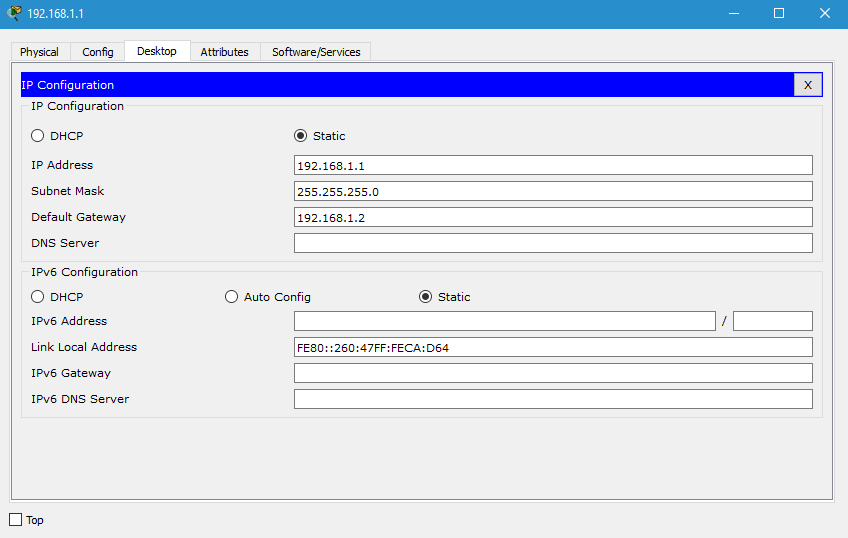 192.168.1.1
Physical Config Desktop Attributes Software/Services
IP Configuration X
IP Configuration
DHCP Static
IP Address 192.168.1.1
Subnet Mask 255.255.255.0
Default Gateway 192.168.1.2
DNS Server
IPv6 Configuration
DHCP Auto Config Static
IPv6 Address /
Link Local Address FE80::260:47FF:FECA:D64
IPv6 Gateway
IPv6 DNS Server
Top